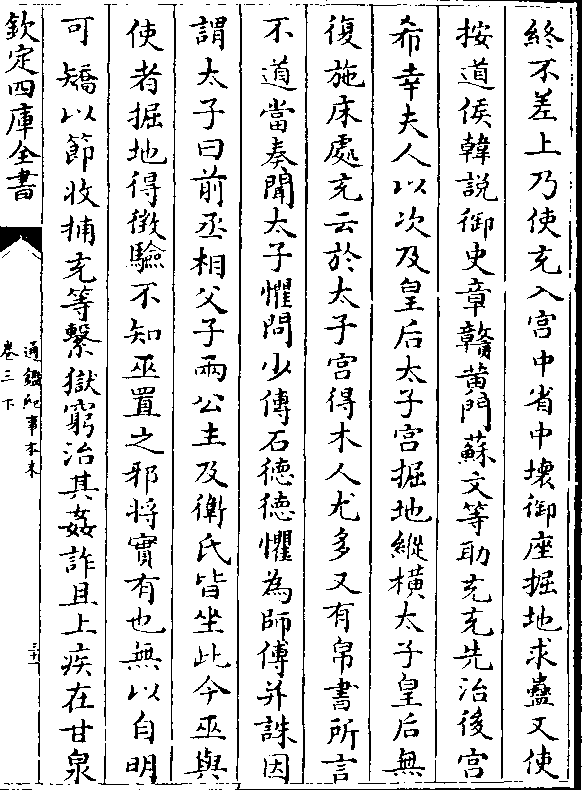 終不差上乃使充入宫中省中壊御座掘地求蠱又使
按道侯韓說御史章贛黄門蘇文等助充充先治後宫
希幸夫人以次及皇后太子宫掘地縱横太子皇后無
復施床處充云於太子宫得木人尤多又有帛書所言
不道當奏聞太子懼問少傅石德德懼為師傅并誅因
謂太子曰前丞相父子兩公主及衛氏皆坐此今巫與
使者掘地得徴驗不知巫置之邪將實有也無以自明
可矯以節收捕充等繫獄窮治其姦詐且上疾在甘泉
欽定四庫全書
通鑑紀事本末
卷三下